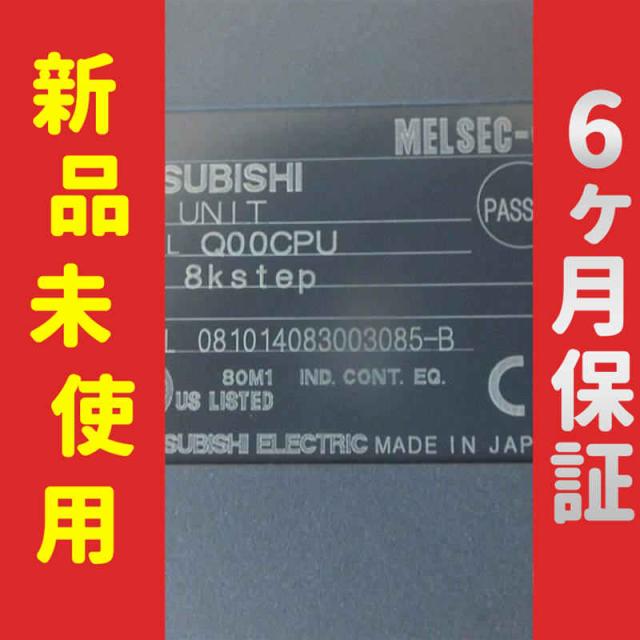 新品未使用
MELSEC-
SUBISHI
UNIT
PASS
L Q00CPU
8kstep
L 081014083003085-B
80M1 IND. CONT. EQ.
US LISTED
C
SUBISHI ELECTRIC MADE IN JAP
6ヶ月保証